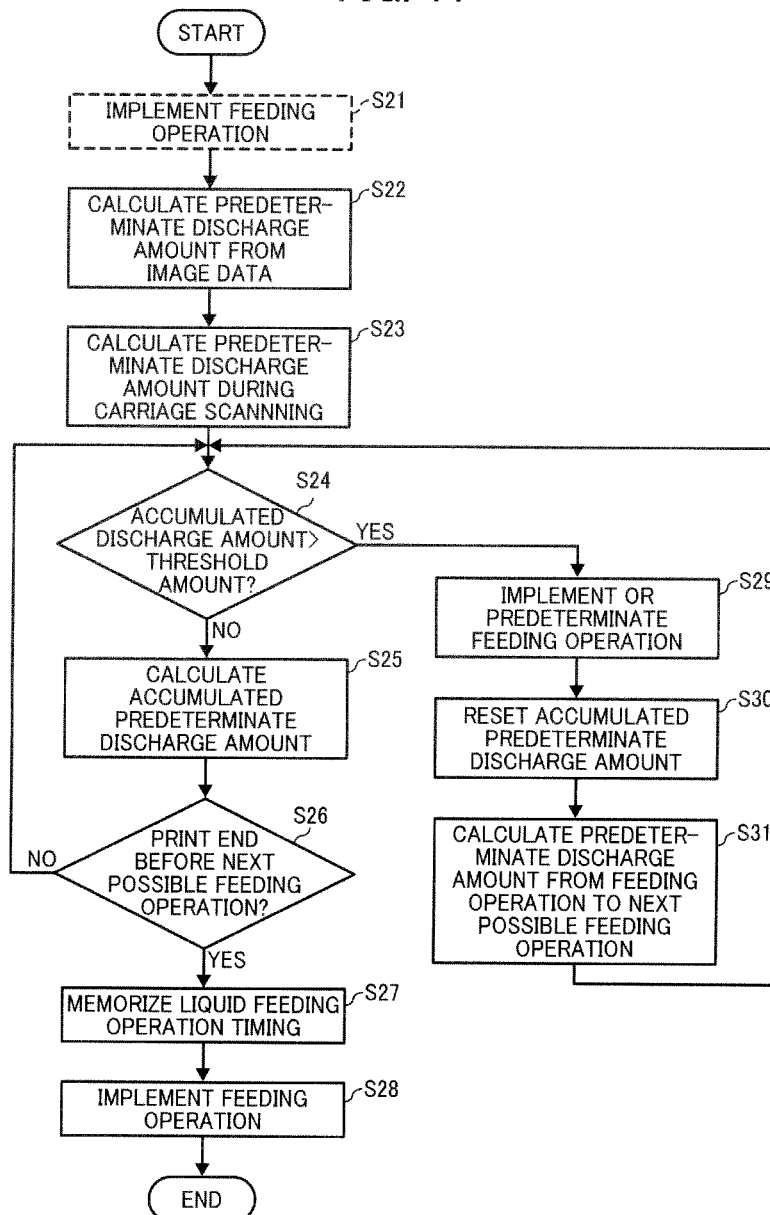 START
IMPLEMENT FEEDING
OPERATION
S21
CALCULATE PREDETER-
MINATE DISCHARGE
AMOUNT FROM
IMAGE DATA
S22
CALCULATE PREDETER-
MINATE DISCHARGE
AMOUNT DURING
CARRIAGE SCANNNING
S23
ACCUMULATED
DISCHARGE AMOUNT>
THRESHOLD
AMOUNT?
S24
YES
NO
CALCULATE
ACCUMULATED
PREDETERMINATE
DISCHARGE AMOUNT
S25
PRINT END
BEFORE NEXT
POSSIBLE FEEDING
OPERATION?
S26
NO
YES
MEMORIZE LIQUID FEEDING
OPERATION TIMING
S27
IMPLEMENT FEEDING
OPERATION
S28
END
IMPLEMENT OR
PREDETERMINATE
FEEDING OPERATION
S29
RESET ACCUMULATED
PREDETERMINATE
DISCHARGE AMOUNT
S30
CALCULATE PREDETER-
MINATE DISCHARGE
AMOUNT FROM FEEDING
OPERATION TO NEXT
POSSIBLE FEEDING
OPERATION
S31